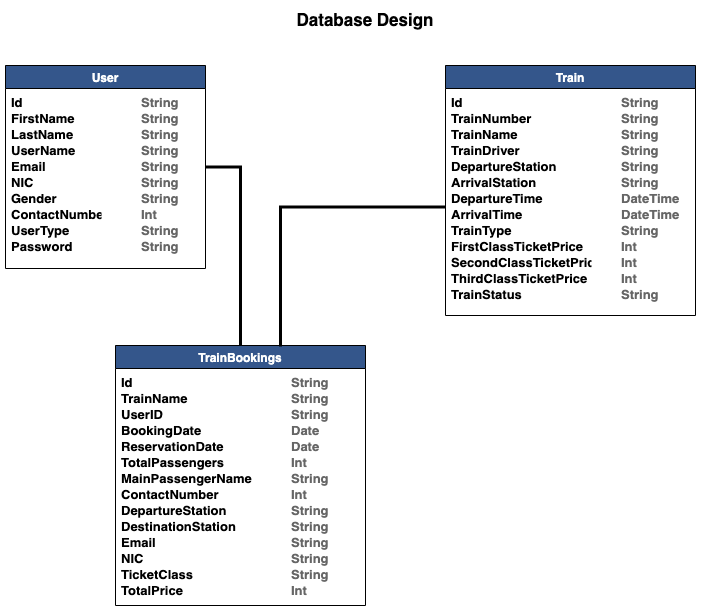 Database Design
User
Id String
FirstName String
LastName String
UserName String
Email String
NIC String
Gender String
ContactNumbe Int
UserType String
Password String
Train
Id String
TrainNumber String
TrainName String
TrainDriver String
DepartureStation String
ArrivalStation String
DepartureTime DateTime
ArrivalTime DateTime
TrainType String
FirstClassTicketPrice Int
SecondClassTicketPric Int
ThirdClassTicketPrice Int
TrainStatus String
TrainBookings
Id String
TrainName String
UserID String
BookingDate Date
ReservationDate Date
TotalPassengers Int
MainPassengerName String
ContactNumber Int
DepartureStation String
DestinationStation String
Email String
NIC String
TicketClass String
TotalPrice Int